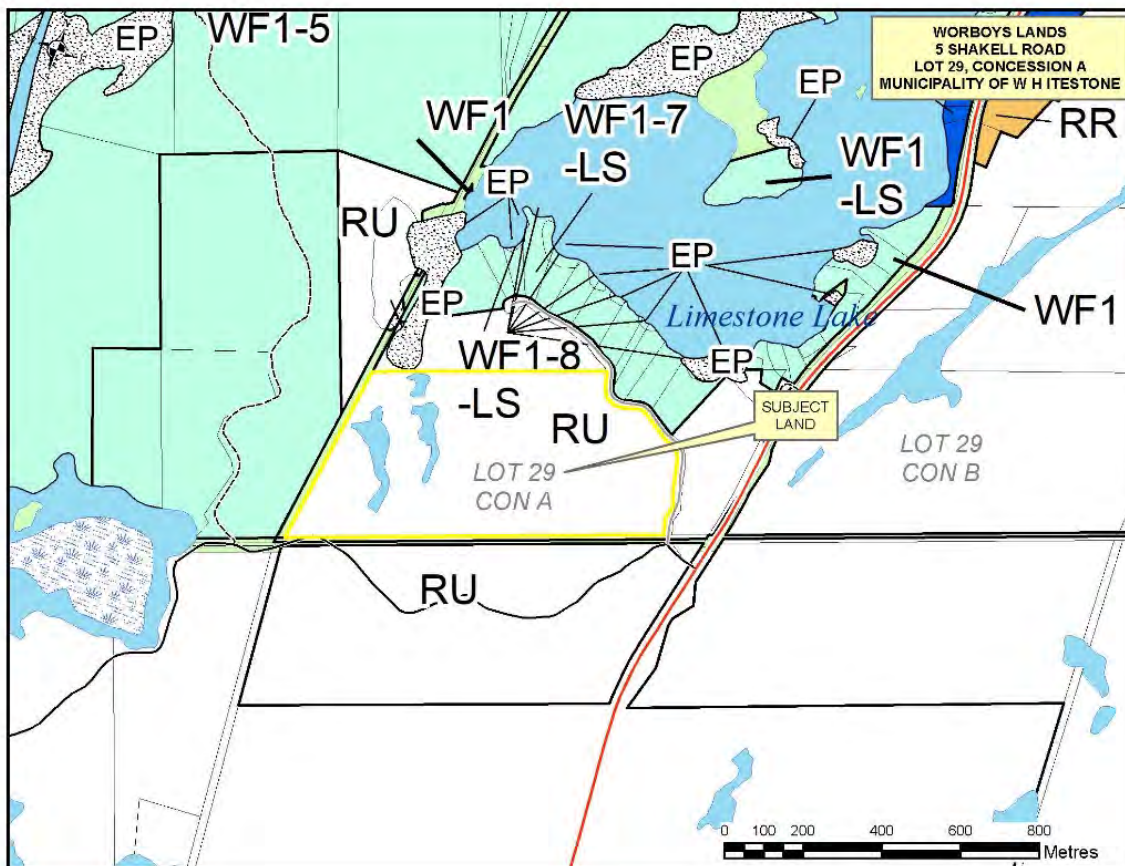 EP
WF1-5
EP
WORBOYS LANDS
5 SHAKELL ROAD
LOT 29, CONCESSION A
MUNICIPALITY OF W H ITESTONE
EP
RR
WF1
WF1-7
-LS
WF1
-LS
EP
RU
EP
EP
Limestone Lake
WF1
WF1-8
-LS
EP
SUBJECT
LAND
RU
LOT 29
CON A
LOT 29
CON B
RU
0 100 200 400 600 800
Metres